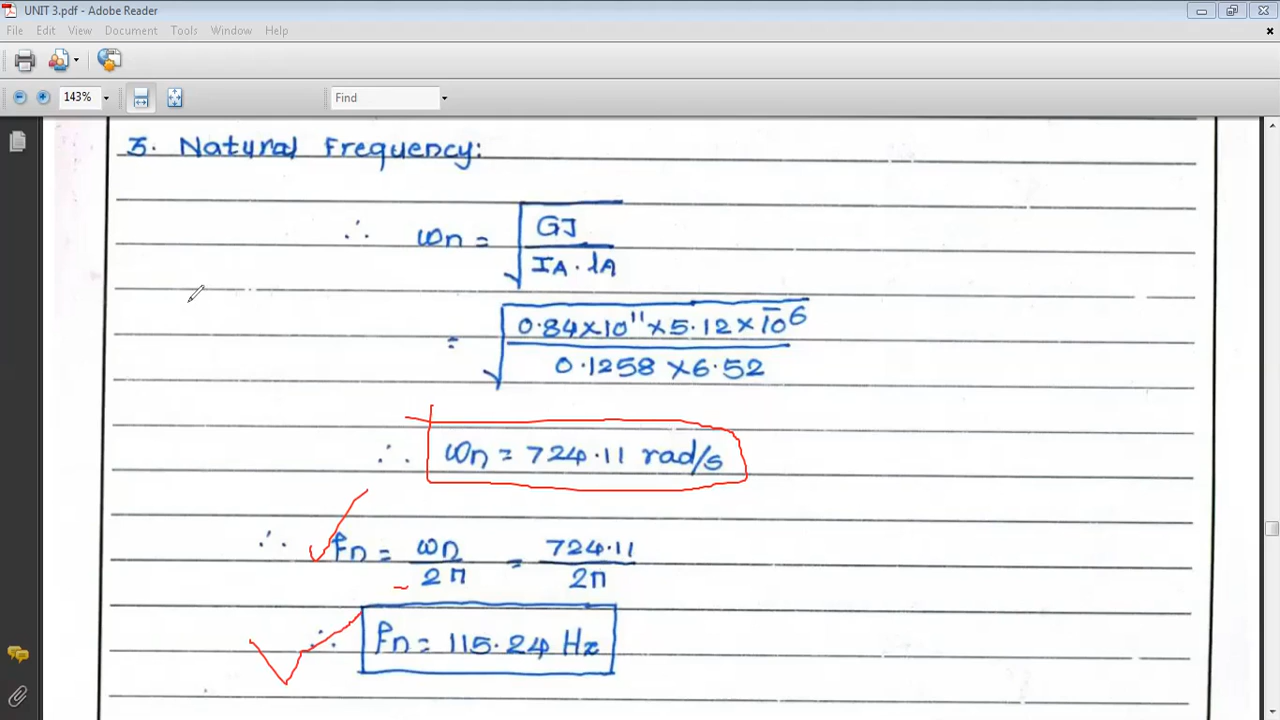 UNIT 3.pdf - Adobe Reader
File Edit View Document Tools Window Help
143% Find
3. Natural Frequency:
∴ ωn = √(GJ / IA · lA)
= √(0.84×10¹¹×5.12×10⁻⁶ / 0.1258×6.52)
∴ ωn = 724.11 rad/s
∴ fn = ωn / 2π = 724.11 / 2π
∴ fn = 115.24 Hz